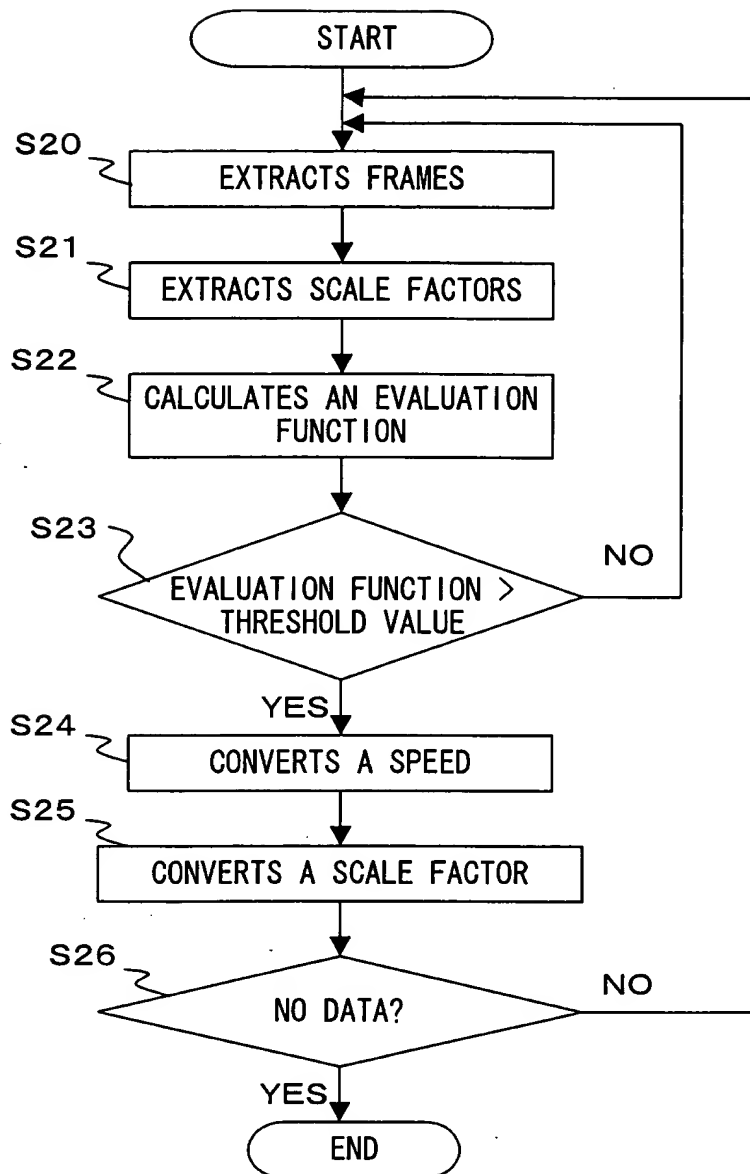 START
S20
EXTRACTS FRAMES
S21
EXTRACTS SCALE FACTORS
S22
CALCULATES AN EVALUATION
FUNCTION
S23
NO
EVALUATION FUNCTION >
THRESHOLD VALUE
YES
S24
CONVERTS A SPEED
S25
CONVERTS A SCALE FACTOR
S26
NO
NO DATA?
YES
END